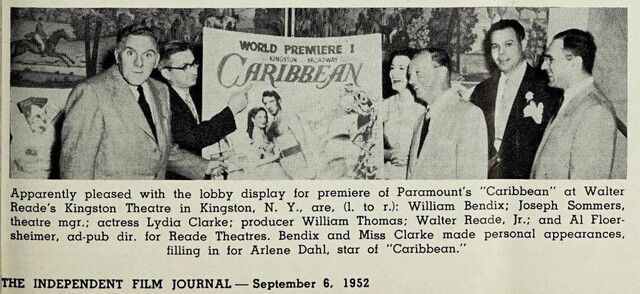 WORLD PREMIERE !
KINGSTON BROADWAY
CARIBBEAN
Apparently pleased with the lobby display for premiere of Paramount's "Caribbean" at Walter
Reade's Kingston Theatre in Kingston, N. Y., are, (l. to r.): William Bendix; Joseph Sommers,
theatre mgr.; actress Lydia Clarke; producer William Thomas; Walter Reade, Jr.; and Al Floer-
sheimer, ad-pub dir. for Reade Theatres. Bendix and Miss Clarke made personal appearances,
filling in for Arlene Dahl, star of "Caribbean."
THE INDEPENDENT FILM JOURNAL — September 6, 1952